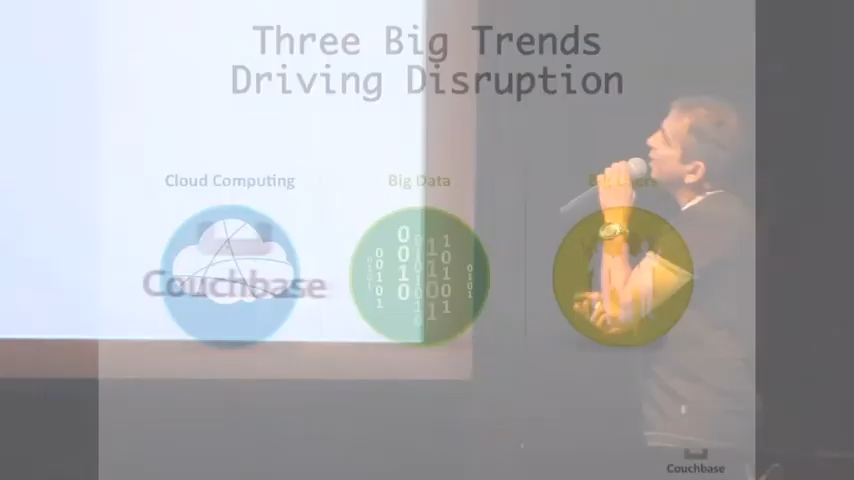 Three Big Trends
Driving Disruption
Cloud Computing
Big Data
Couchbase
Couchbase